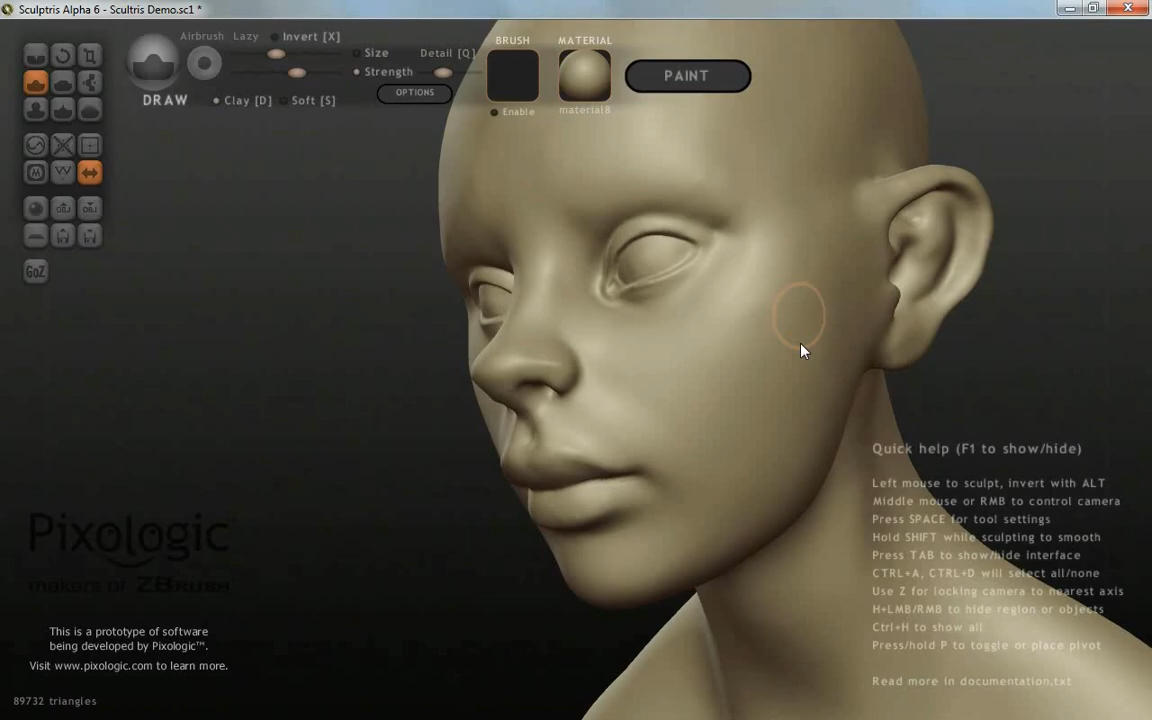 Sculptris Alpha 6 - Scultris Demo.sc1 *
Airbrush Lazy Invert [X]
Size Detail [Q]
Strength
DRAW Clay [D] Soft [S] OPTIONS
BRUSH MATERIAL
PAINT
Enable material8
GoZ
Quick help (F1 to show/hide)
Left mouse to sculpt, invert with ALT
Middle mouse or RMB to control camera
Press SPACE for tool settings
Hold SHIFT while sculpting to smooth
Press TAB to show/hide interface
CTRL+A, CTRL+D will select all/none
Use Z for locking camera to nearest axis
H+LMB/RMB to hide region or objects
Ctrl+H to show all
Press/hold P to toggle or place pivot
Read more in documentation.txt
Pixologic
makers of ZBRUSH
This is a prototype of software
being developed by Pixologic™.
Visit www.pixologic.com to learn more.
89732 triangles